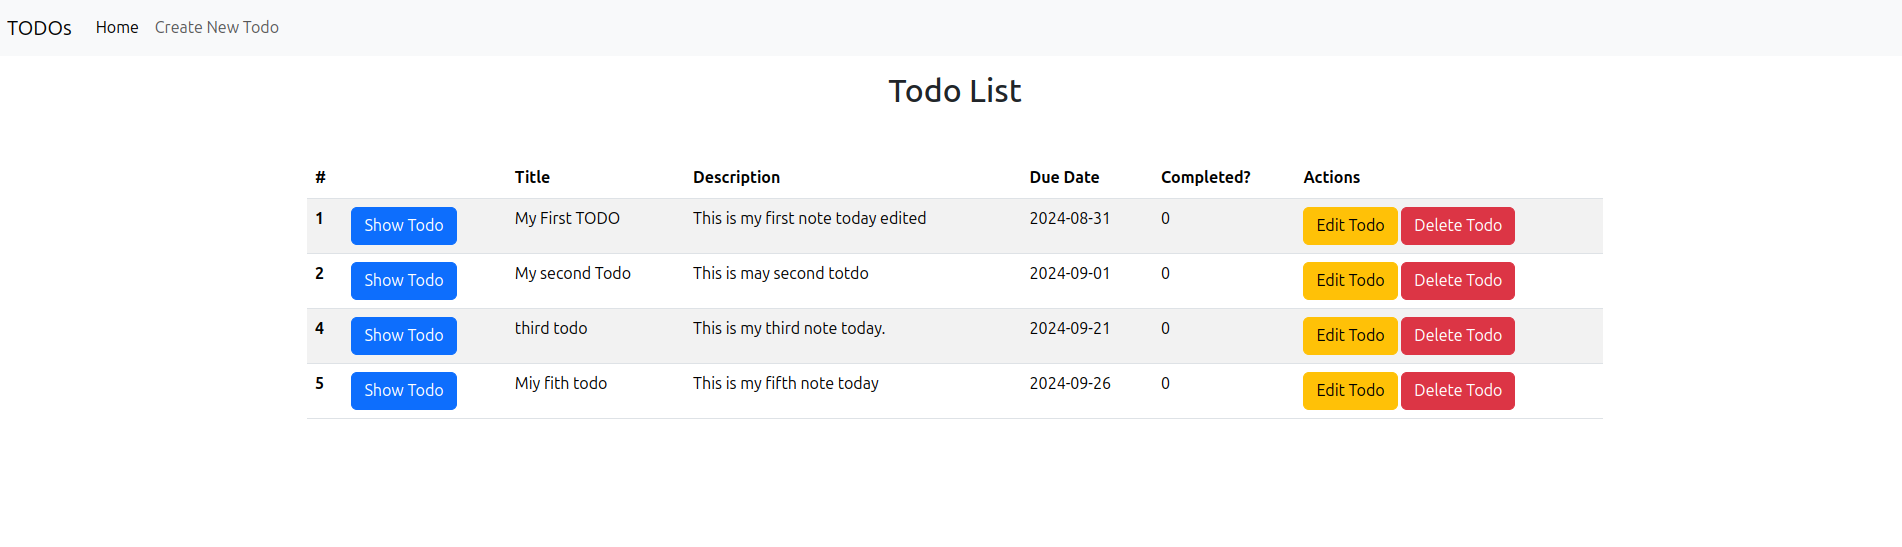 TODOs Home Create New Todo
Todo List
# Title Description Due Date Completed? Actions
1 Show Todo My First TODO This is my first note today edited 2024-08-31 0 Edit Todo Delete Todo
2 Show Todo My second Todo This is may second totdo 2024-09-01 0 Edit Todo Delete Todo
4 Show Todo third todo This is my third note today. 2024-09-21 0 Edit Todo Delete Todo
5 Show Todo Miy fith todo This is my fifth note today 2024-09-26 0 Edit Todo Delete Todo